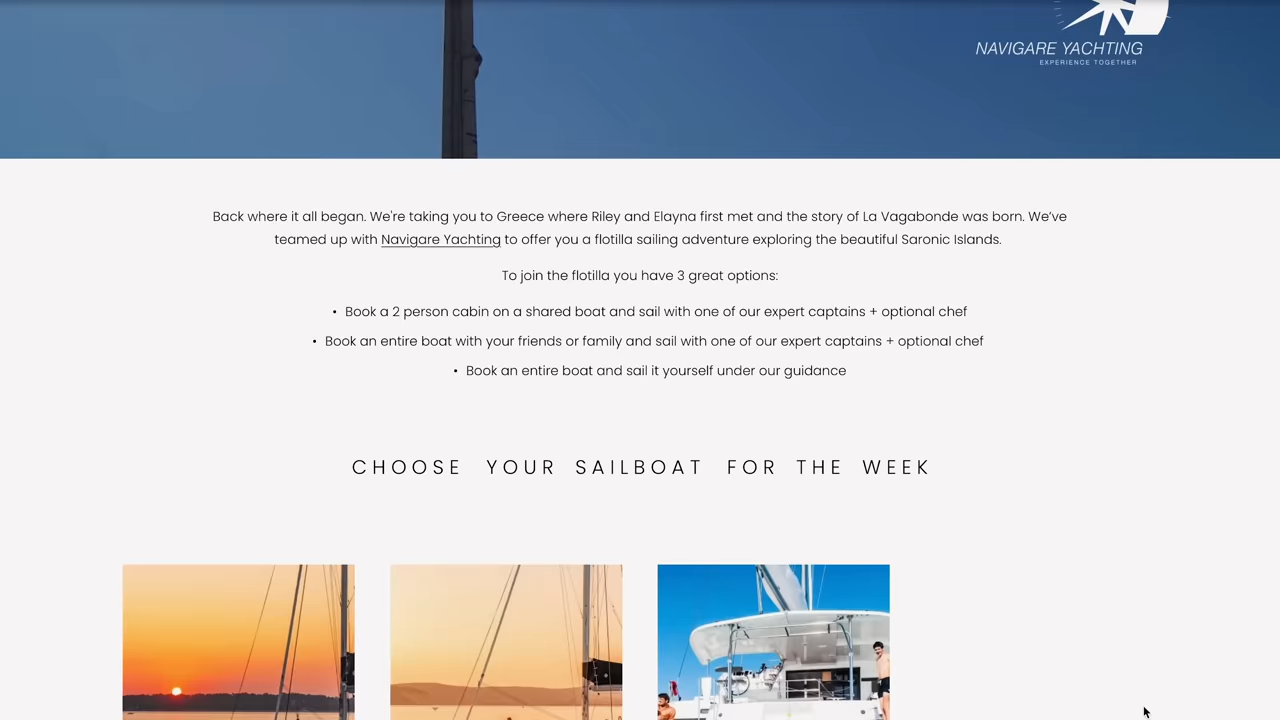 NAVIGARE YACHTING
EXPERIENCE TOGETHER
Back where it all began. We're taking you to Greece where Riley and Elayna first met and the story of La Vagabonde was born. We've
teamed up with Navigare Yachting to offer you a flotilla sailing adventure exploring the beautiful Saronic Islands.
To join the flotilla you have 3 great options:
• Book a 2 person cabin on a shared boat and sail with one of our expert captains + optional chef
• Book an entire boat with your friends or family and sail with one of our expert captains + optional chef
• Book an entire boat and sail it yourself under our guidance
CHOOSE YOUR SAILBOAT FOR THE WEEK